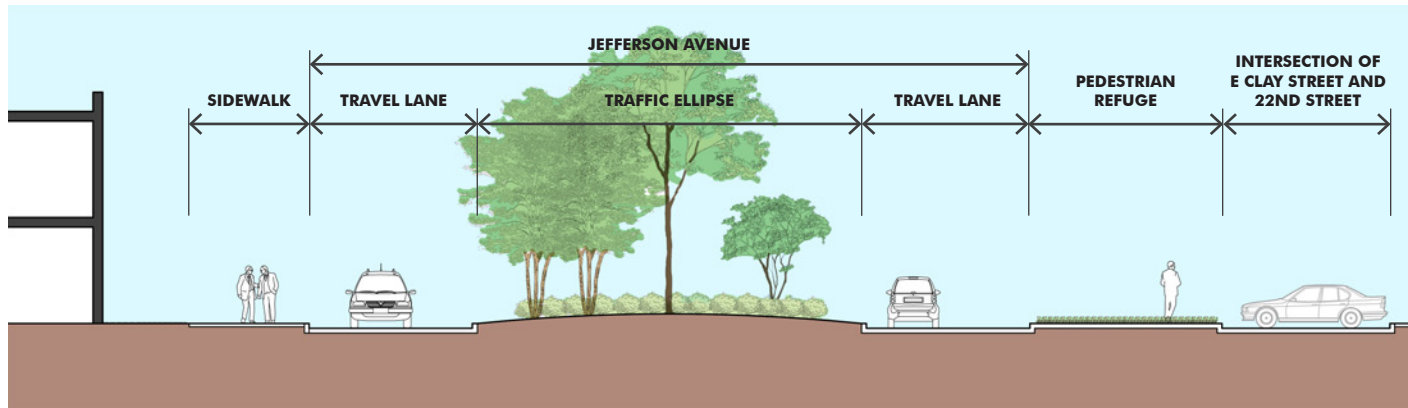 JEFFERSON AVENUE
SIDEWALK
TRAVEL LANE
TRAFFIC ELLIPSE
TRAVEL LANE
PEDESTRIAN
REFUGE
INTERSECTION OF
E CLAY STREET AND
22ND STREET